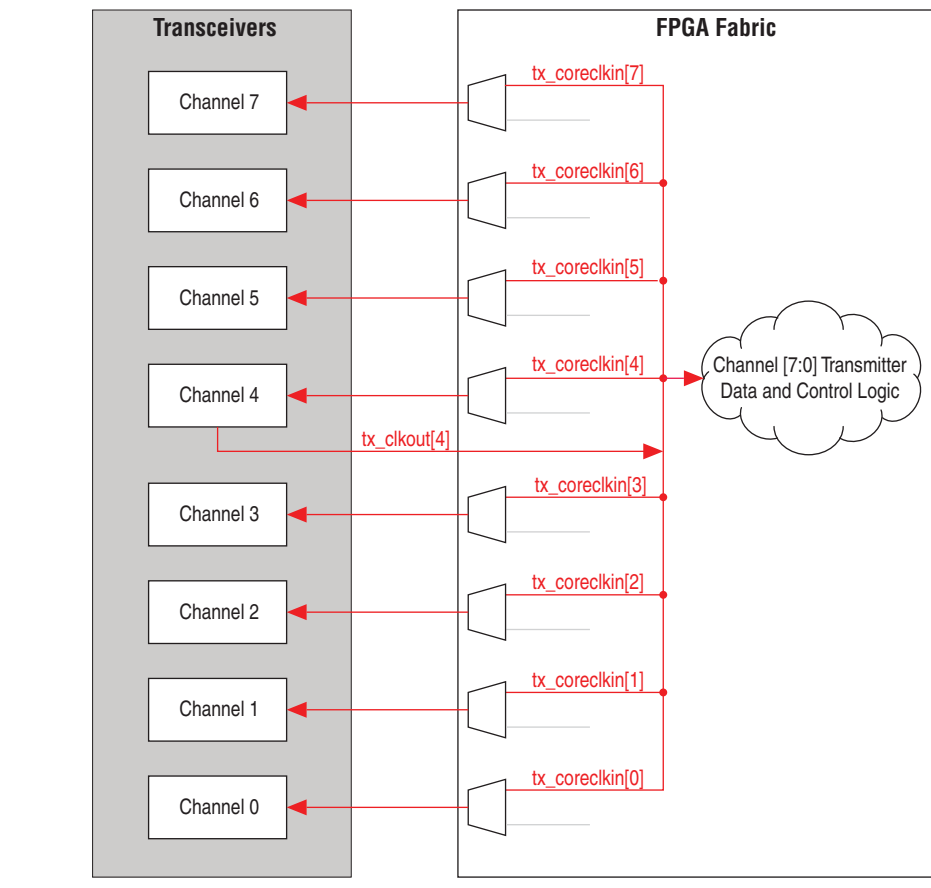 Transceivers
FPGA Fabric
Channel 7
tx_coreclkin[7]
Channel 6
tx_coreclkin[6]
Channel 5
tx_coreclkin[5]
Channel 4
tx_coreclkin[4]
Channel [7:0] Transmitter
Data and Control Logic
tx_clkout[4]
Channel 3
tx_coreclkin[3]
Channel 2
tx_coreclkin[2]
Channel 1
tx_coreclkin[1]
Channel 0
tx_coreclkin[0]